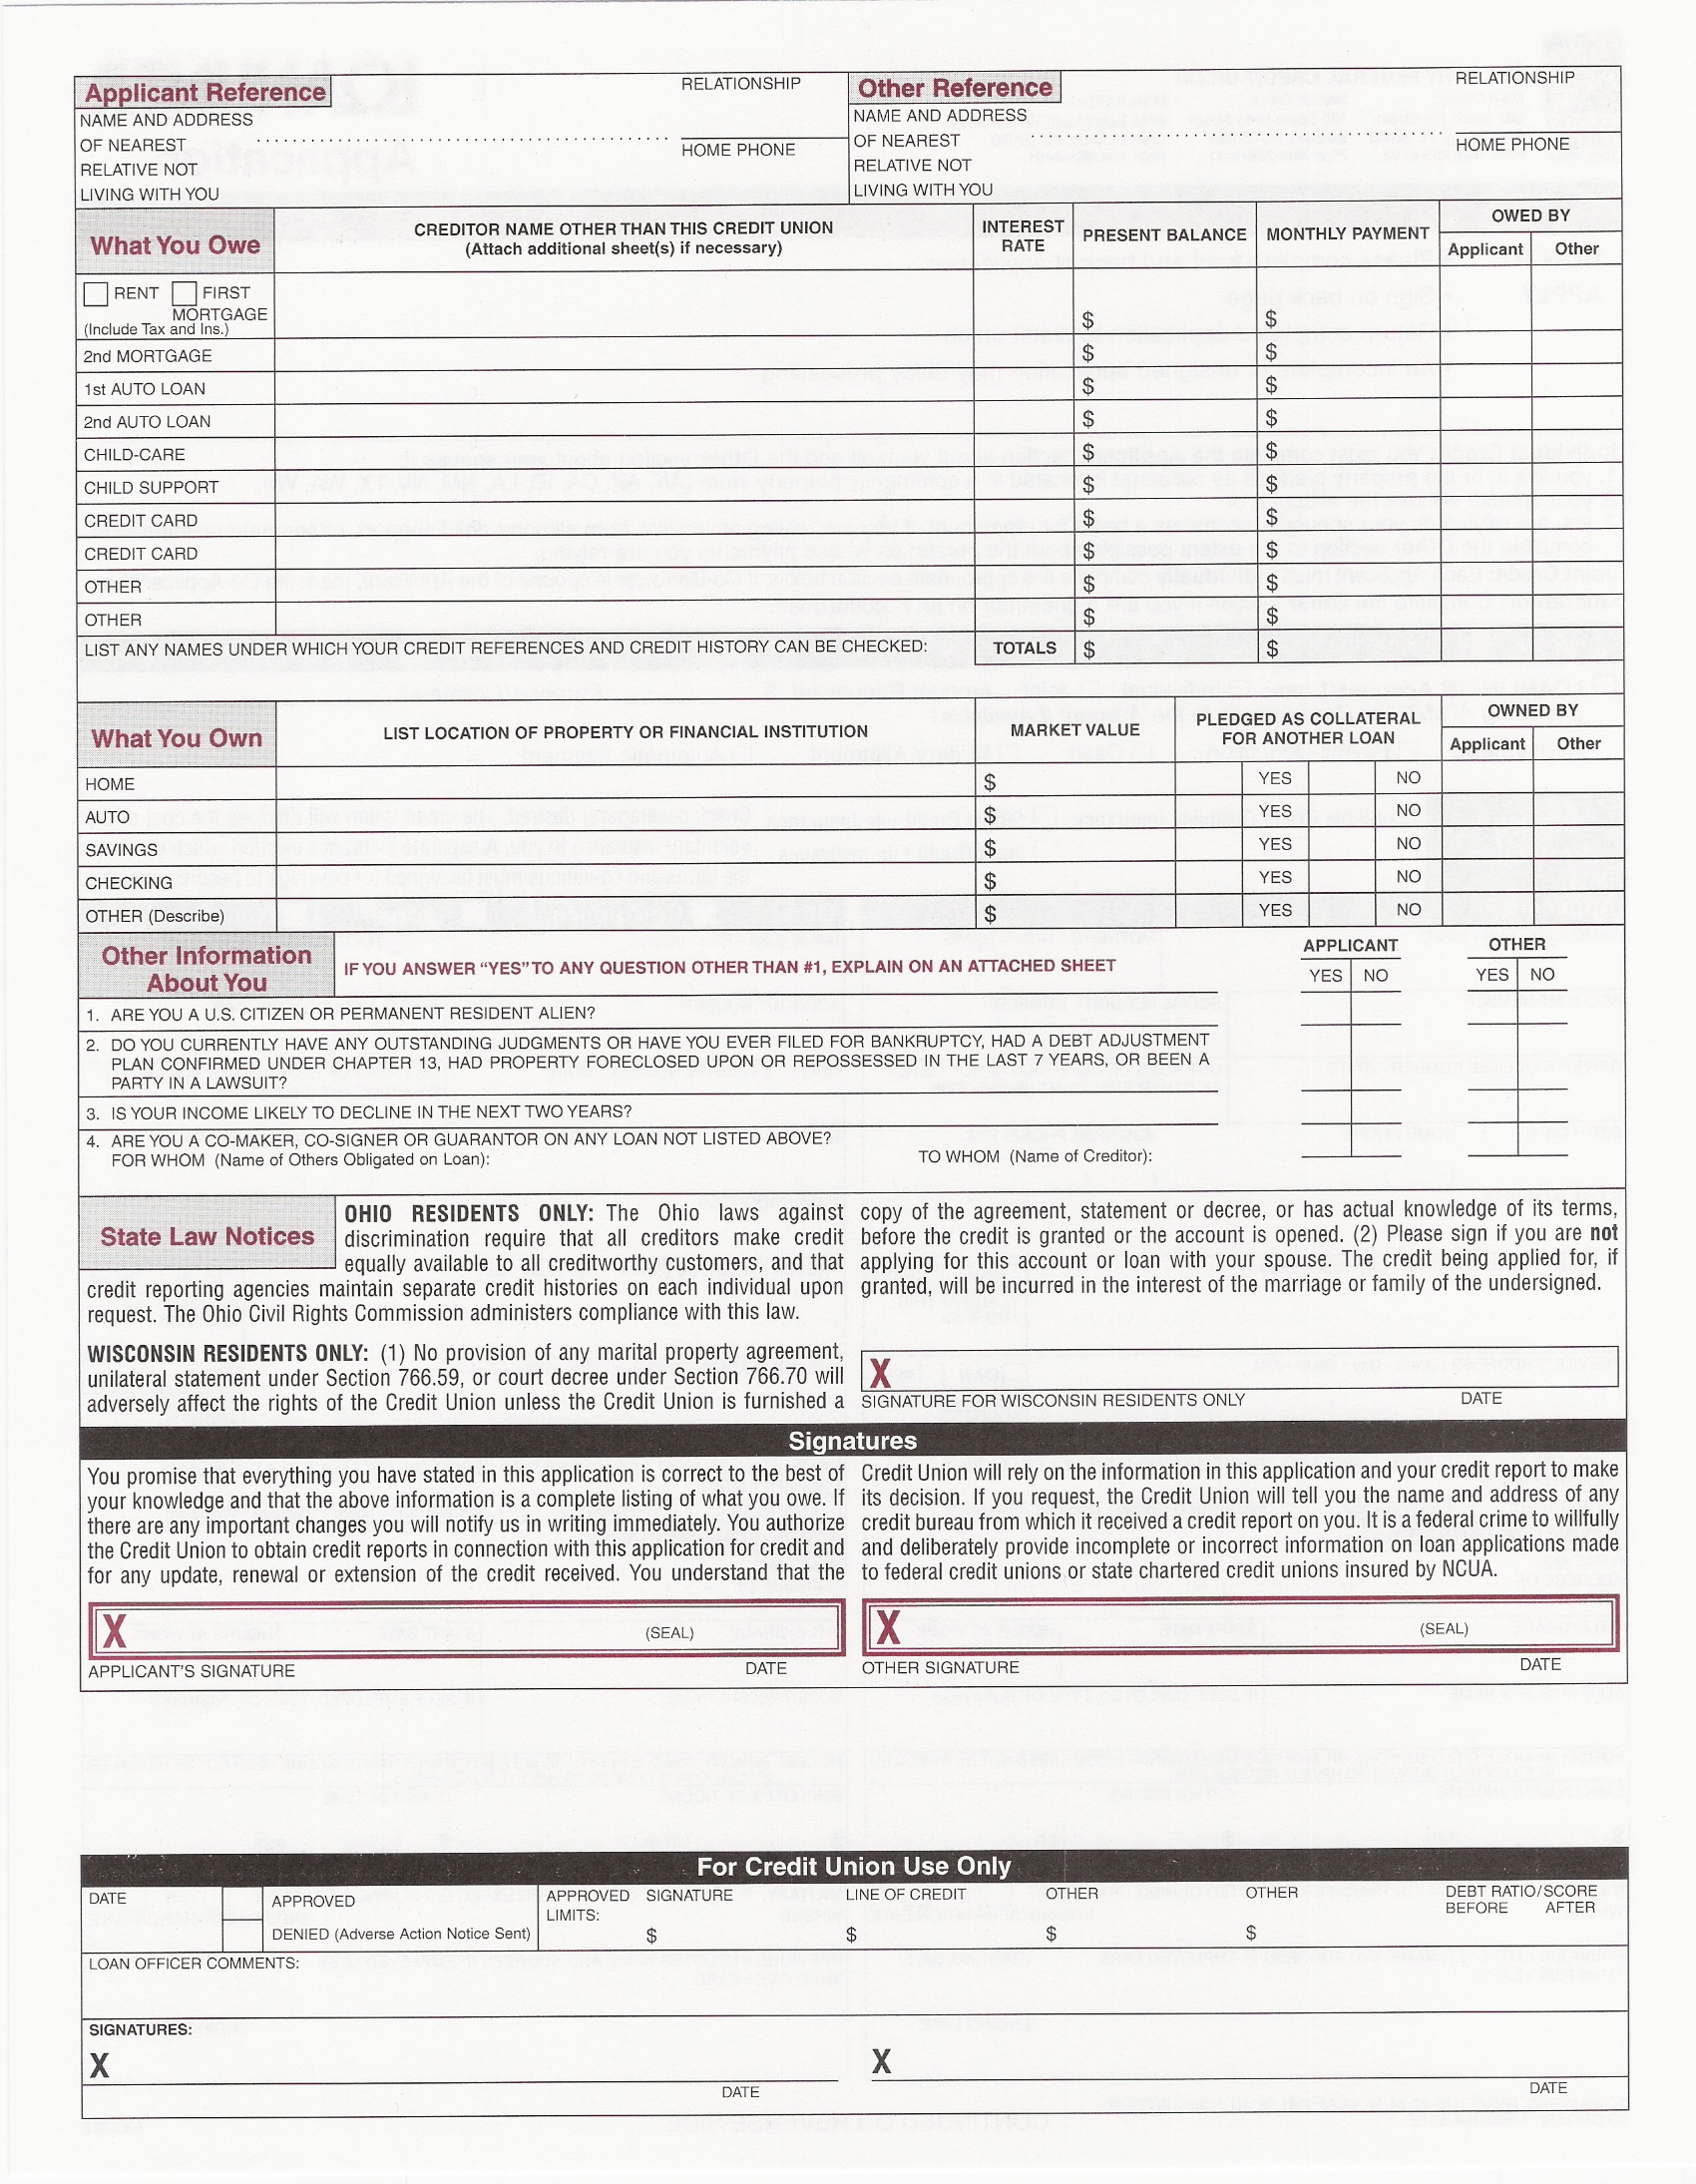 Applicant Reference
RELATIONSHIP
NAME AND ADDRESS
OF NEAREST
RELATIVE NOT
LIVING WITH YOU
HOME PHONE
Other Reference
RELATIONSHIP
NAME AND ADDRESS
OF NEAREST
RELATIVE NOT
LIVING WITH YOU
HOME PHONE
What You Owe
CREDITOR NAME OTHER THAN THIS CREDIT UNION
(Attach additional sheet(s) if necessary)
INTEREST
RATE
PRESENT BALANCE
MONTHLY PAYMENT
OWED BY
Applicant Other
RENT FIRST
MORTGAGE
(Include Tax and Ins.)
$ $
2nd MORTGAGE $ $
1st AUTO LOAN $ $
2nd AUTO LOAN $ $
CHILD-CARE $ $
CHILD SUPPORT $ $
CREDIT CARD $ $
CREDIT CARD $ $
OTHER $ $
OTHER $ $
LIST ANY NAMES UNDER WHICH YOUR CREDIT REFERENCES AND CREDIT HISTORY CAN BE CHECKED: TOTALS $ $
What You Own
LIST LOCATION OF PROPERTY OR FINANCIAL INSTITUTION
MARKET VALUE
PLEDGED AS COLLATERAL
FOR ANOTHER LOAN
OWNED BY
Applicant Other
HOME $ YES NO
AUTO $ YES NO
SAVINGS $ YES NO
CHECKING $ YES NO
OTHER (Describe) $ YES NO
Other Information
About You
IF YOU ANSWER “YES” TO ANY QUESTION OTHER THAN #1, EXPLAIN ON AN ATTACHED SHEET
APPLICANT OTHER
YES NO YES NO
1. ARE YOU A U.S. CITIZEN OR PERMANENT RESIDENT ALIEN?
2. DO YOU CURRENTLY HAVE ANY OUTSTANDING JUDGMENTS OR HAVE YOU EVER FILED FOR BANKRUPTCY, HAD A DEBT ADJUSTMENT
PLAN CONFIRMED UNDER CHAPTER 13, HAD PROPERTY FORECLOSED UPON OR REPOSSESSED IN THE LAST 7 YEARS, OR BEEN A
PARTY IN A LAWSUIT?
3. IS YOUR INCOME LIKELY TO DECLINE IN THE NEXT TWO YEARS?
4. ARE YOU A CO-MAKER, CO-SIGNER OR GUARANTOR ON ANY LOAN NOT LISTED ABOVE?
FOR WHOM (Name of Others Obligated on Loan): TO WHOM (Name of Creditor):
State Law Notices
OHIO RESIDENTS ONLY: The Ohio laws against
discrimination require that all creditors make credit
equally available to all creditworthy customers, and that
credit reporting agencies maintain separate credit histories on each individual upon
request. The Ohio Civil Rights Commission administers compliance with this law.
WISCONSIN RESIDENTS ONLY: (1) No provision of any marital property agreement,
unilateral statement under Section 766.59, or court decree under Section 766.70 will
adversely affect the rights of the Credit Union unless the Credit Union is furnished a
copy of the agreement, statement or decree, or has actual knowledge of its terms,
before the credit is granted or the account is opened. (2) Please sign if you are not
applying for this account or loan with your spouse. The credit being applied for, if
granted, will be incurred in the interest of the marriage or family of the undersigned.
X
SIGNATURE FOR WISCONSIN RESIDENTS ONLY DATE
Signatures
You promise that everything you have stated in this application is correct to the best of
your knowledge and that the above information is a complete listing of what you owe. If
there are any important changes you will notify us in writing immediately. You authorize
the Credit Union to obtain credit reports in connection with this application for credit and
for any update, renewal or extension of the credit received. You understand that the
Credit Union will rely on the information in this application and your credit report to make
its decision. If you request, the Credit Union will tell you the name and address of any
credit bureau from which it received a credit report on you. It is a federal crime to willfully
and deliberately provide incomplete or incorrect information on loan applications made
to federal credit unions or state chartered credit unions insured by NCUA.
X (SEAL)
APPLICANT’S SIGNATURE DATE
X (SEAL)
OTHER SIGNATURE DATE
For Credit Union Use Only
DATE
APPROVED
DENIED (Adverse Action Notice Sent)
APPROVED SIGNATURE LINE OF CREDIT OTHER OTHER
LIMITS:
$ $ $ $
DEBT RATIO/SCORE
BEFORE AFTER
LOAN OFFICER COMMENTS:
SIGNATURES:
X X
DATE DATE